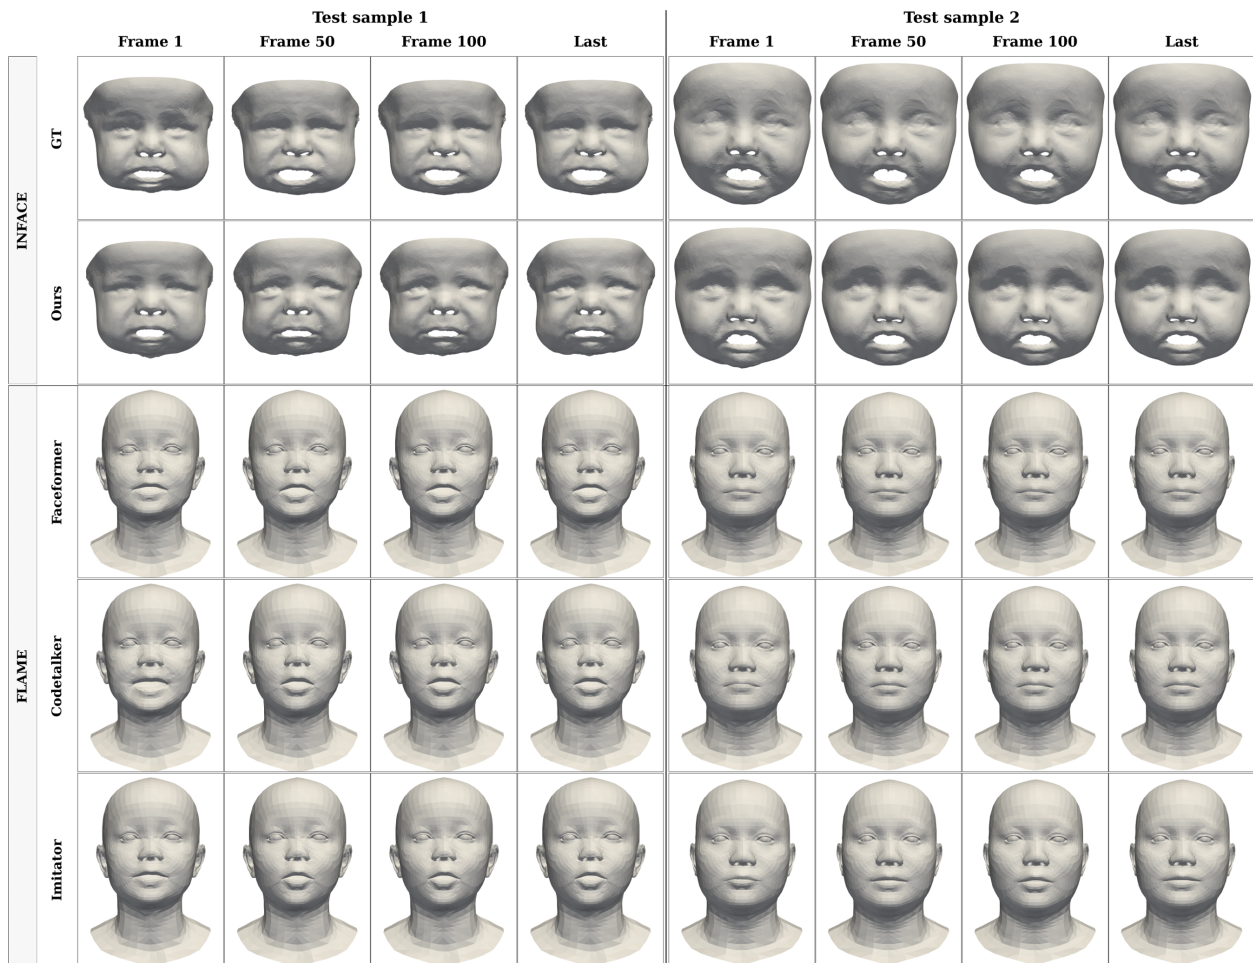 Test sample 1
Test sample 2
Frame 1
Frame 50
Frame 100
Last
Frame 1
Frame 50
Frame 100
Last
INFACE
GT
Ours
FLAME
Faceformer
Codetalker
Imitator